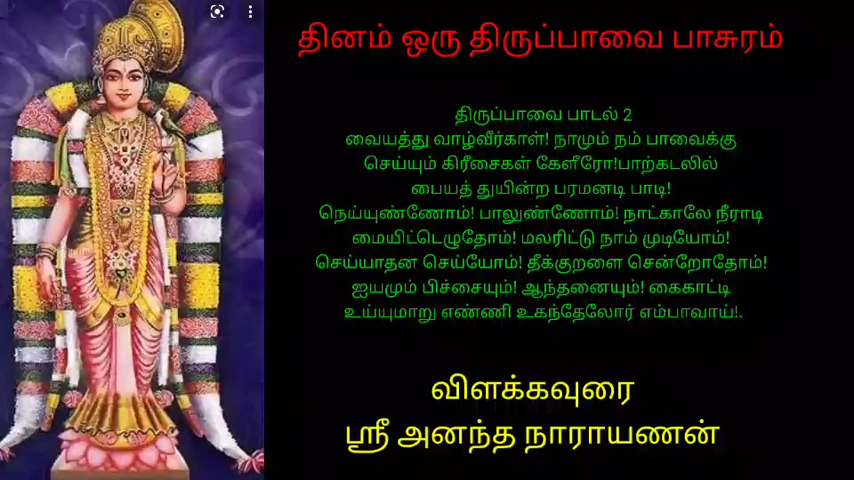 தினம் ஒரு திருப்பாவை பாசுரம்
திருப்பாவை பாடல் 2
வையத்து வாழ்வீர்காள்! நாமும் நம் பாவைக்கு
செய்யும் கிரீசைகள் கேளீரோ!பாற்கடலில்
பையத் துயின்ற பரமனடி பாடி!
நெய்யுண்ணோம்! பாலுண்ணோம்! நாட்காலே நீராடி
மையிட்டெழுதோம்! மலரிட்டு நாம் முடியோம்!
செய்யாதன செய்யோம்! தீக்குறளை சென்றோதோம்!
ஐயமும் பிச்சையும்! ஆந்தனையும்! கைகாட்டி
உய்யுமாறு எண்ணி உகந்தேலோர் எம்பாவாய்!.
விளக்கவுரை
ஸ்ரீ அனந்த நாராயணன்